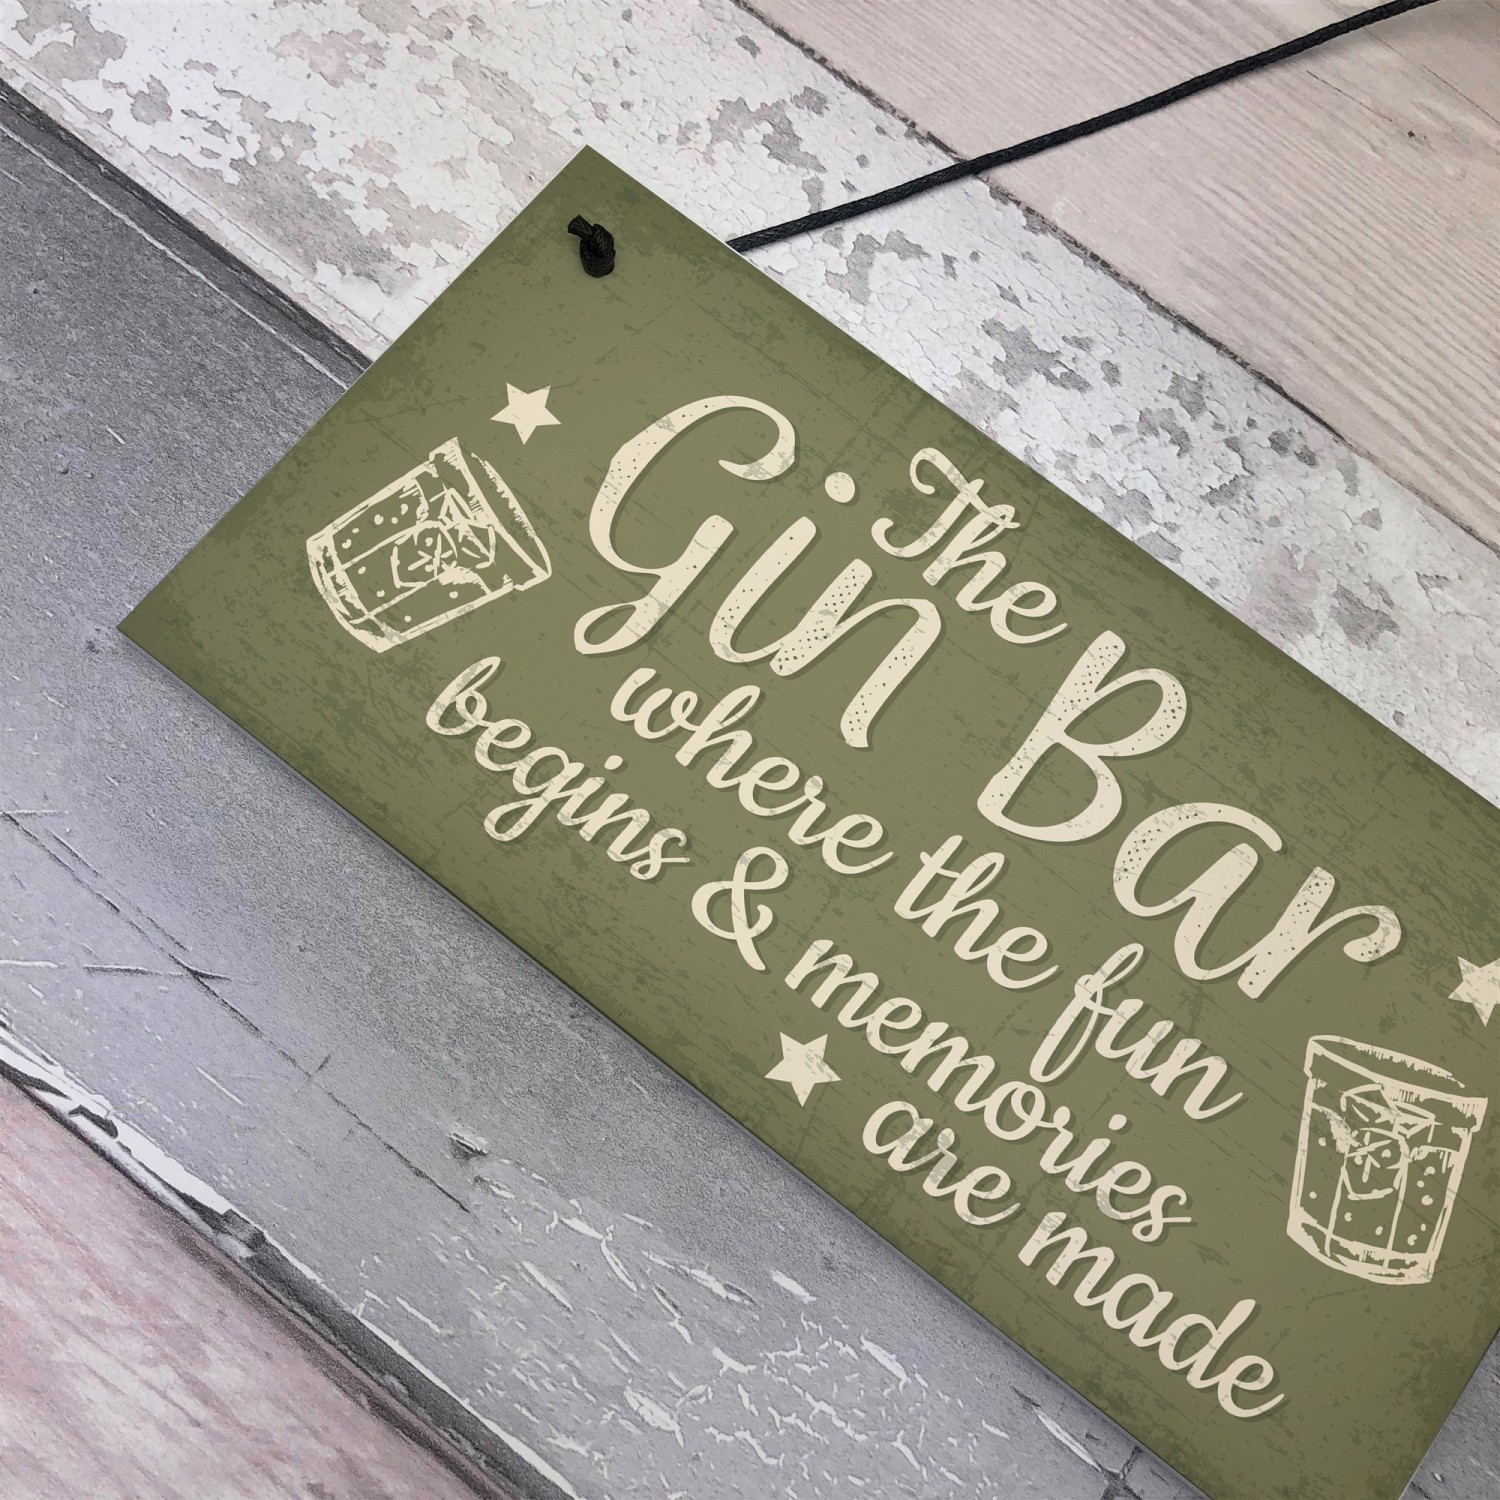 The
Gin Bar
where the fun
begins & memories
are made